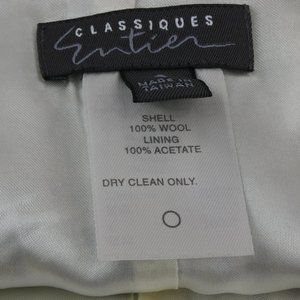 CLASSIQUES
Entier
MADE IN
TAIWAN
SHELL
100% WOOL
LINING
100% ACETATE
DRY CLEAN ONLY.